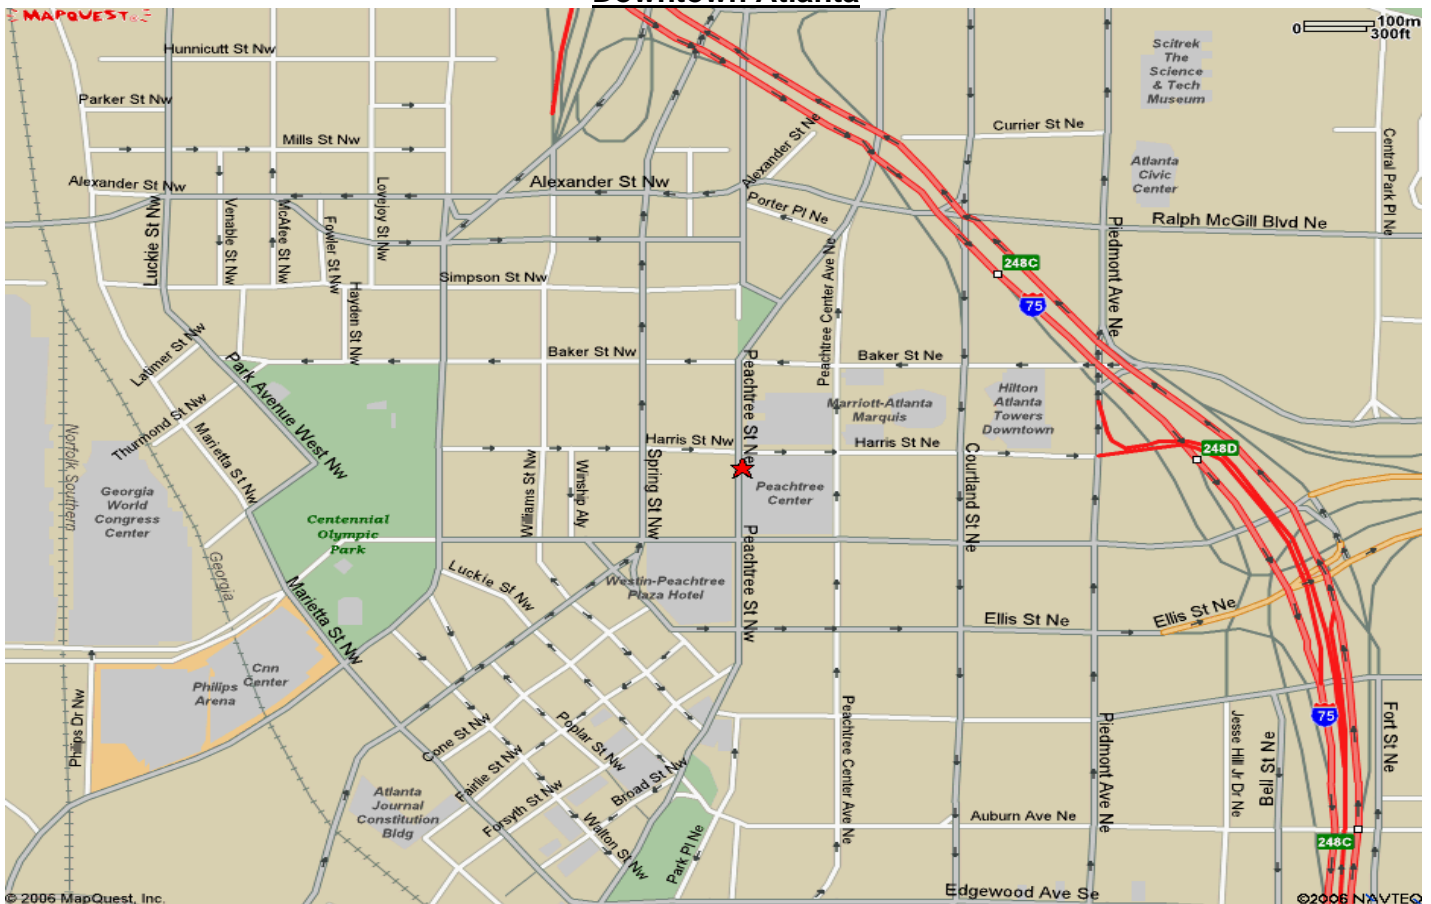 Downtown Atlanta
MAPQUEST
100m
0
300ft
Hunnicutt St Nw
Scitrek
The
Science
& Tech
Museum
Parker St Nw
Mills St Nw
Alexander St Ne
Currier St Ne
Central Park Pl Ne
Atlanta
Civic
Center
Alexander St Nw
Alexander St Nw
Luckie St Nw
Venable St Nw
McAfee St Nw
Fowler St Nw
Lovejoy St Nw
Porter Pl Ne
Ralph McGill Blvd Ne
Piedmont Ave Ne
248C
75
Simpson St Nw
Hayden St Nw
Peachtree Center Ave Ne
Latimer St Nw
Park Avenue West Nw
Baker St Nw
Baker St Ne
Peachtree St Ne
Marriott-Atlanta
Marquis
Hilton
Atlanta
Towers
Downtown
Thurmond St Nw
Marietta St Nw
Norfolk Southern
Harris St Nw
Harris St Ne
248D
Williams St Nw
Winship Aly
Spring St Nw
Courtland St Ne
Georgia
World
Congress
Center
Peachtree
Center
Centennial
Olympic
Park
Peachtree St Nw
Georgia
Luckie St Nw
Westin-Peachtree
Plaza Hotel
Marietta St Nw
Ellis St Ne
Ellis St Ne
Cnn
Center
Philips
Arena
Philips Dr Nw
Cone St Nw
Poplar St Nw
Peachtree Center Ave Ne
Piedmont Ave Ne
Jesse Hill Jr Dr Ne
Bell St Ne
75
Fort St Ne
Fairlie St Nw
Broad St Nw
Forsyth St Nw
Walton St Nw
Atlanta
Journal
Constitution
Bldg
Park Pl Ne
Auburn Ave Ne
248C
Edgewood Ave Se
© 2006 MapQuest, Inc.
©2006 NAVTEQ